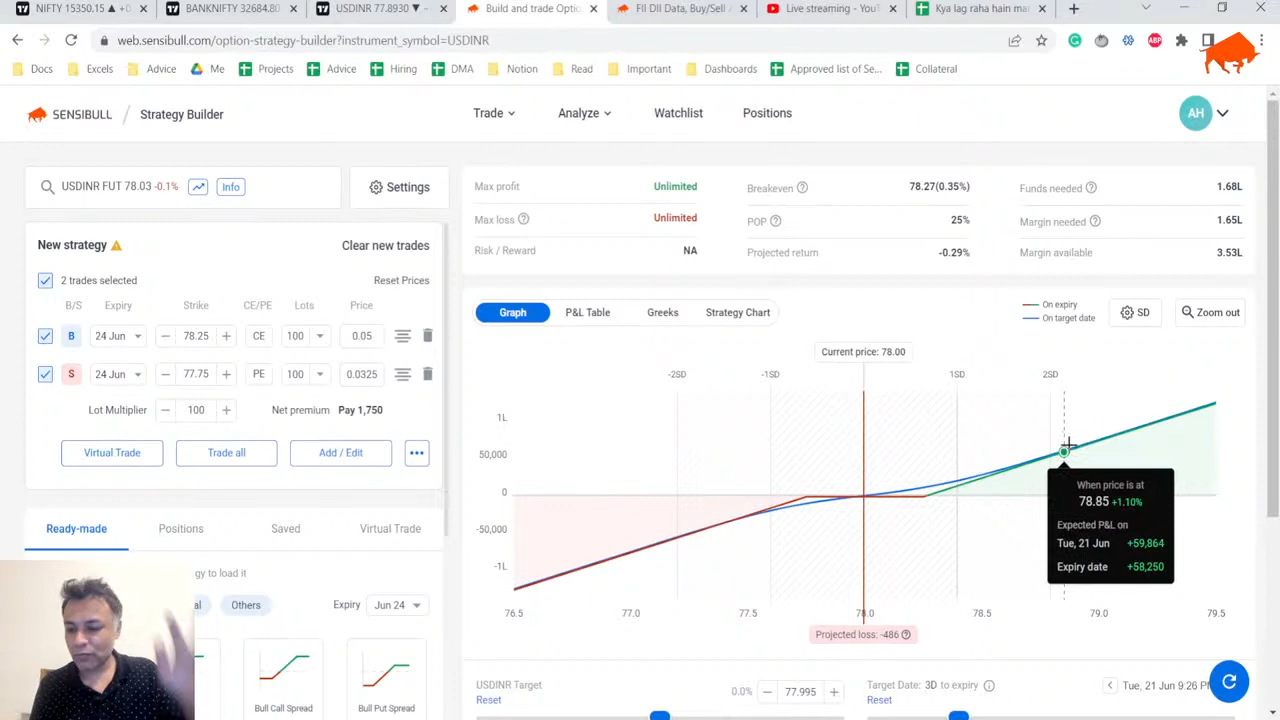 NIFTY 15350.15 ▲ +0.
BANKNIFTY 32684.80
USDINR 77.8930 ▼ −
Build and trade Optio
FII DII Data, Buy/Sell A
Live streaming - YouT
Kya lag raha hain ma
web.sensibull.com/option-strategy-builder?instrument_symbol=USDINR
ABP
Docs
Excels
Advice
Me
Projects
Advice
Hiring
DMA
Notion
Read
Important
Dashboards
Approved list of Se...
Collateral
SENSIBULL / Strategy Builder
Trade
Analyze
Watchlist
Positions
AH
USDINR FUT 78.03 -0.1%
Info
Settings
Max profit Unlimited
Breakeven 78.27(0.35%)
Funds needed 1.68L
Max loss Unlimited
POP 25%
Margin needed 1.65L
Risk / Reward NA
Projected return -0.29%
Margin available 3.53L
New strategy
Clear new trades
2 trades selected
Reset Prices
B/S Expiry Strike CE/PE Lots Price
B 24 Jun − 78.25 + CE 100 0.05
S 24 Jun − 77.75 + PE 100 0.0325
Lot Multiplier − 100 + Net premium Pay 1,750
Virtual Trade
Trade all
Add / Edit
Ready-made
Positions
Saved
Virtual Trade
gy to load it
al
Others
Expiry
Jun 24
Bull Call Spread
Bull Put Spread
Graph
P&L Table
Greeks
Strategy Chart
On expiry
On target date
SD
Zoom out
Current price: 78.00
-2SD -1SD 1SD 2SD
1L
50,000
0
-50,000
-1L
When price is at
78.85 +1.10%
Expected P&L on
Tue, 21 Jun +59,864
Expiry date +58,250
76.5 77.0 77.5 78.0 78.5 79.0 79.5
Projected loss: -486
USDINR Target
Reset
0.0% − 77.995 +
Target Date: 3D to expiry
Reset
Tue, 21 Jun 9:26 P